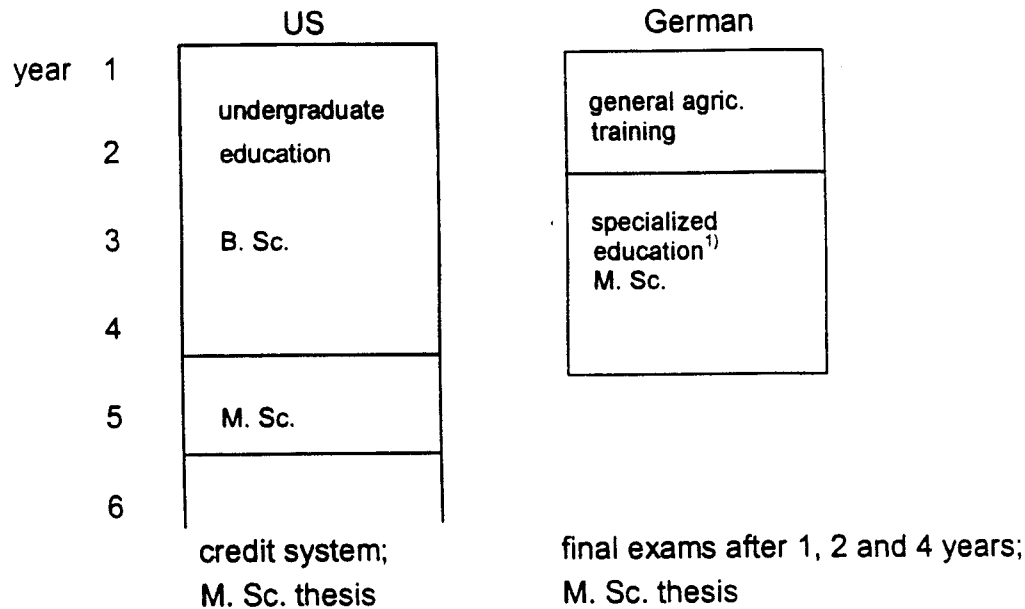 US
German
year 1
undergraduate
education
general agric.
training
2
3
B. Sc.
specialized
education¹⁾
M. Sc.
4
5
M. Sc.
6
credit system;
M. Sc. thesis
final exams after 1, 2 and 4 years;
M. Sc. thesis